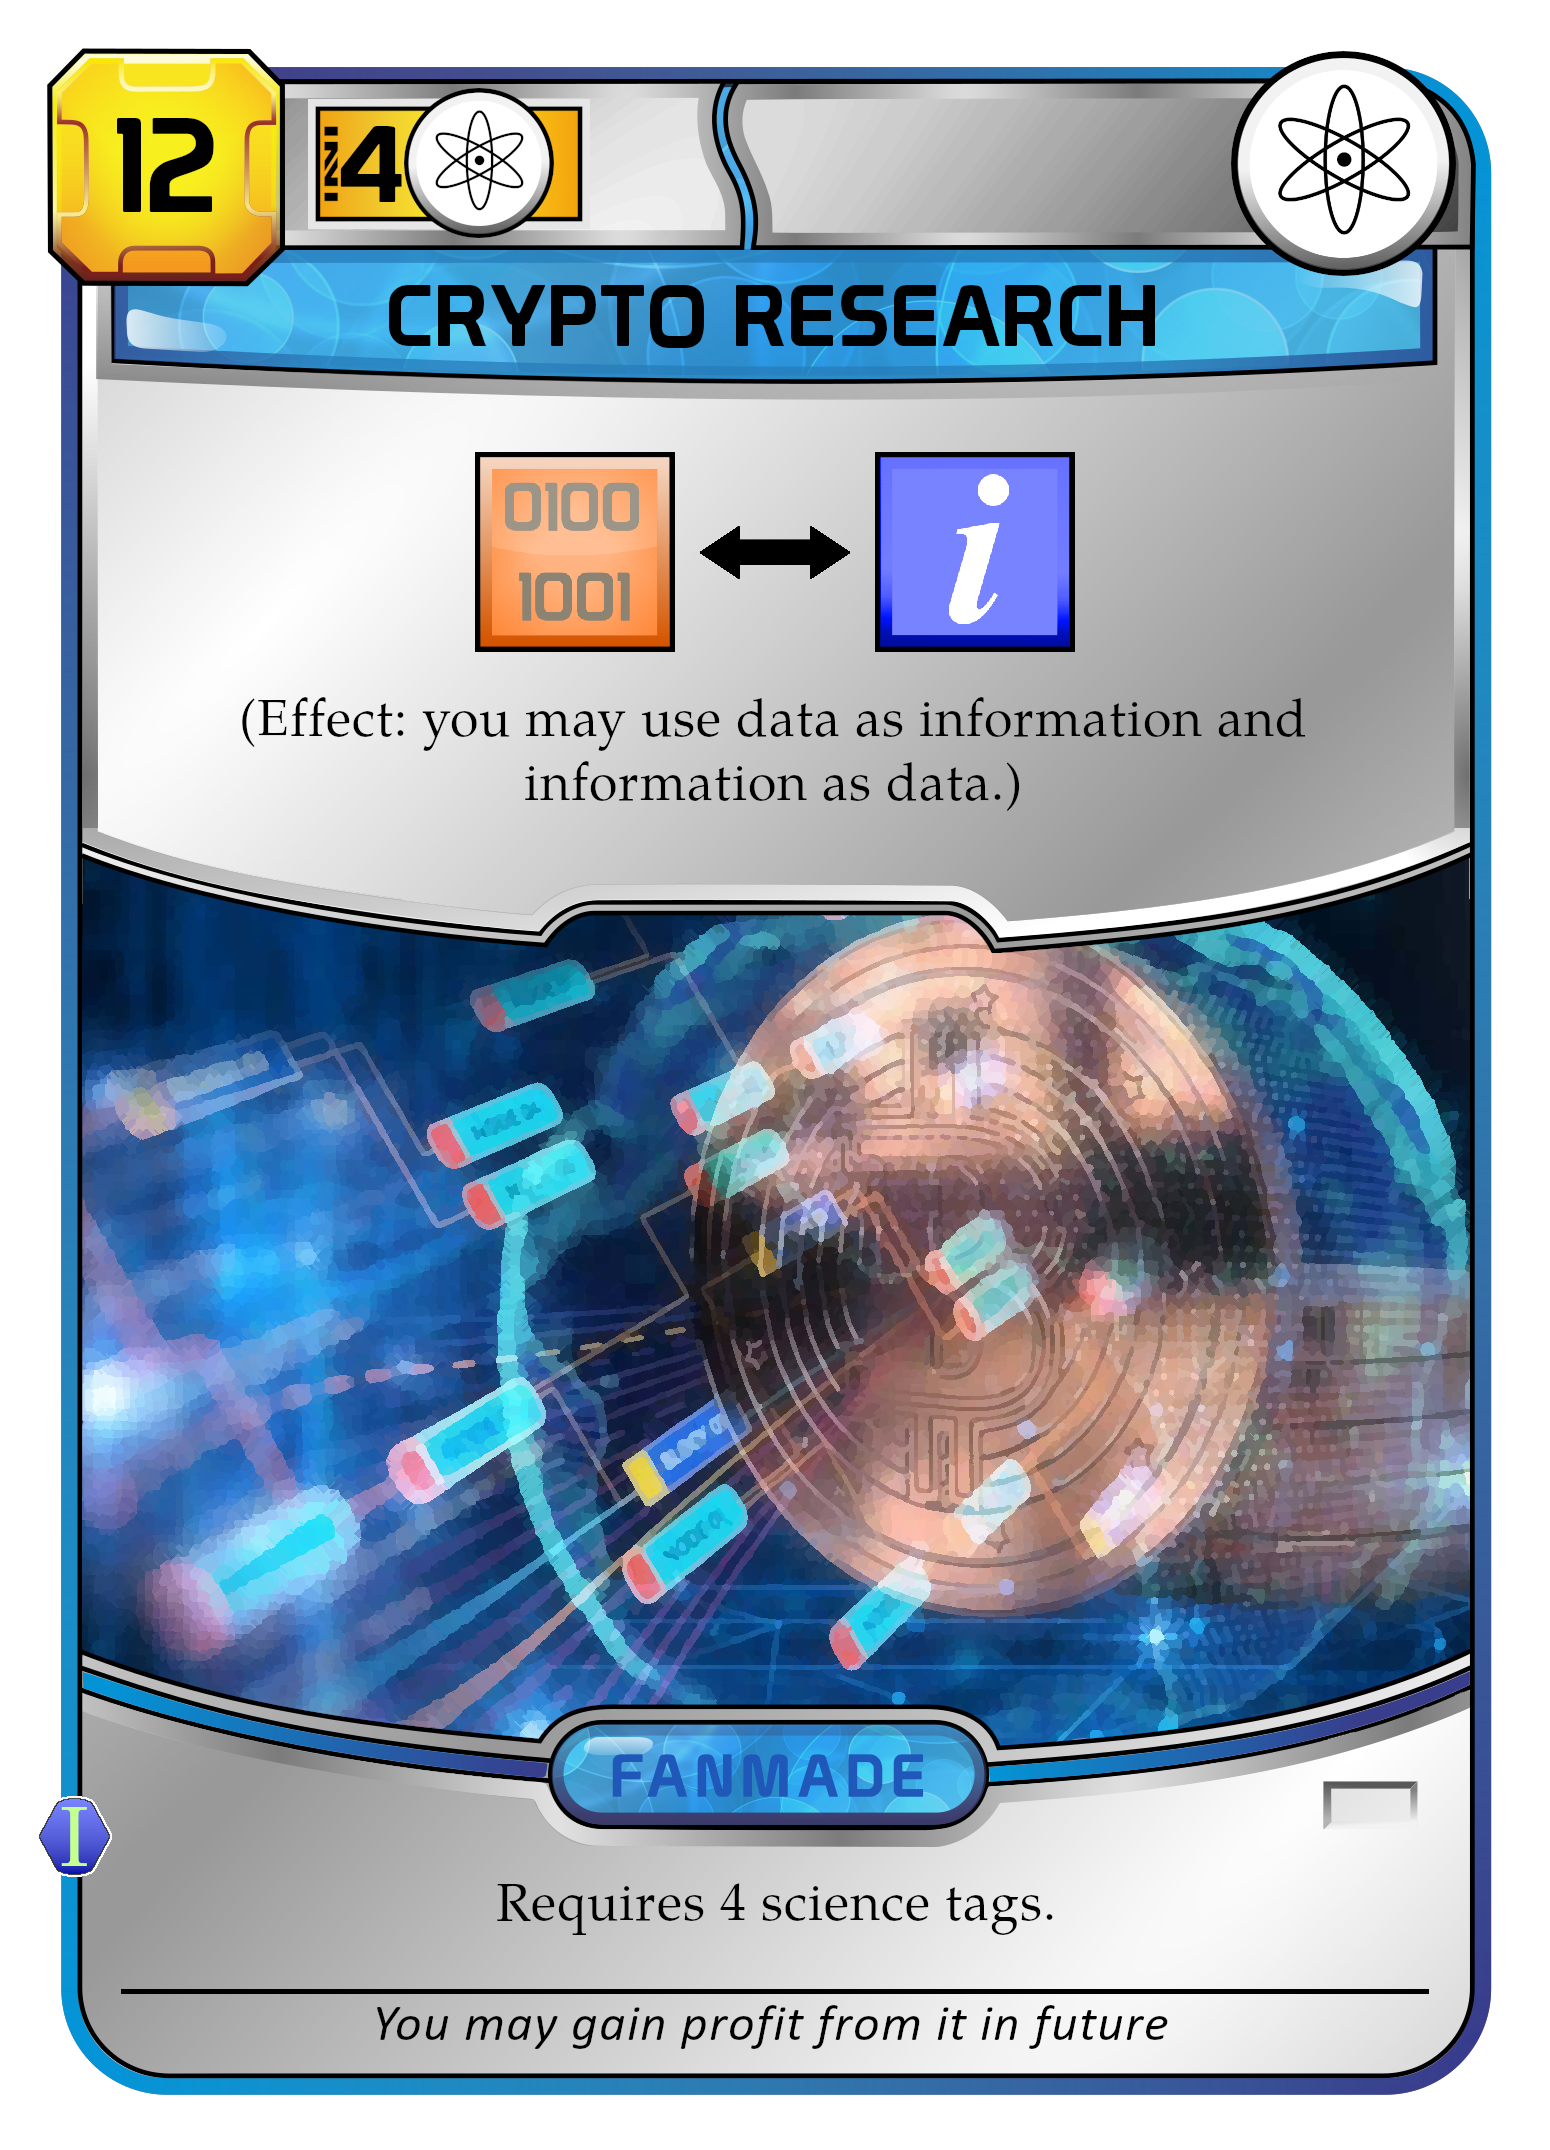 12
INI
4
CRYPTO RESEARCH
0100
1001
i
(Effect: you may use data as information and
information as data.)
FANMADE
I
Requires 4 science tags.
You may gain profit from it in future